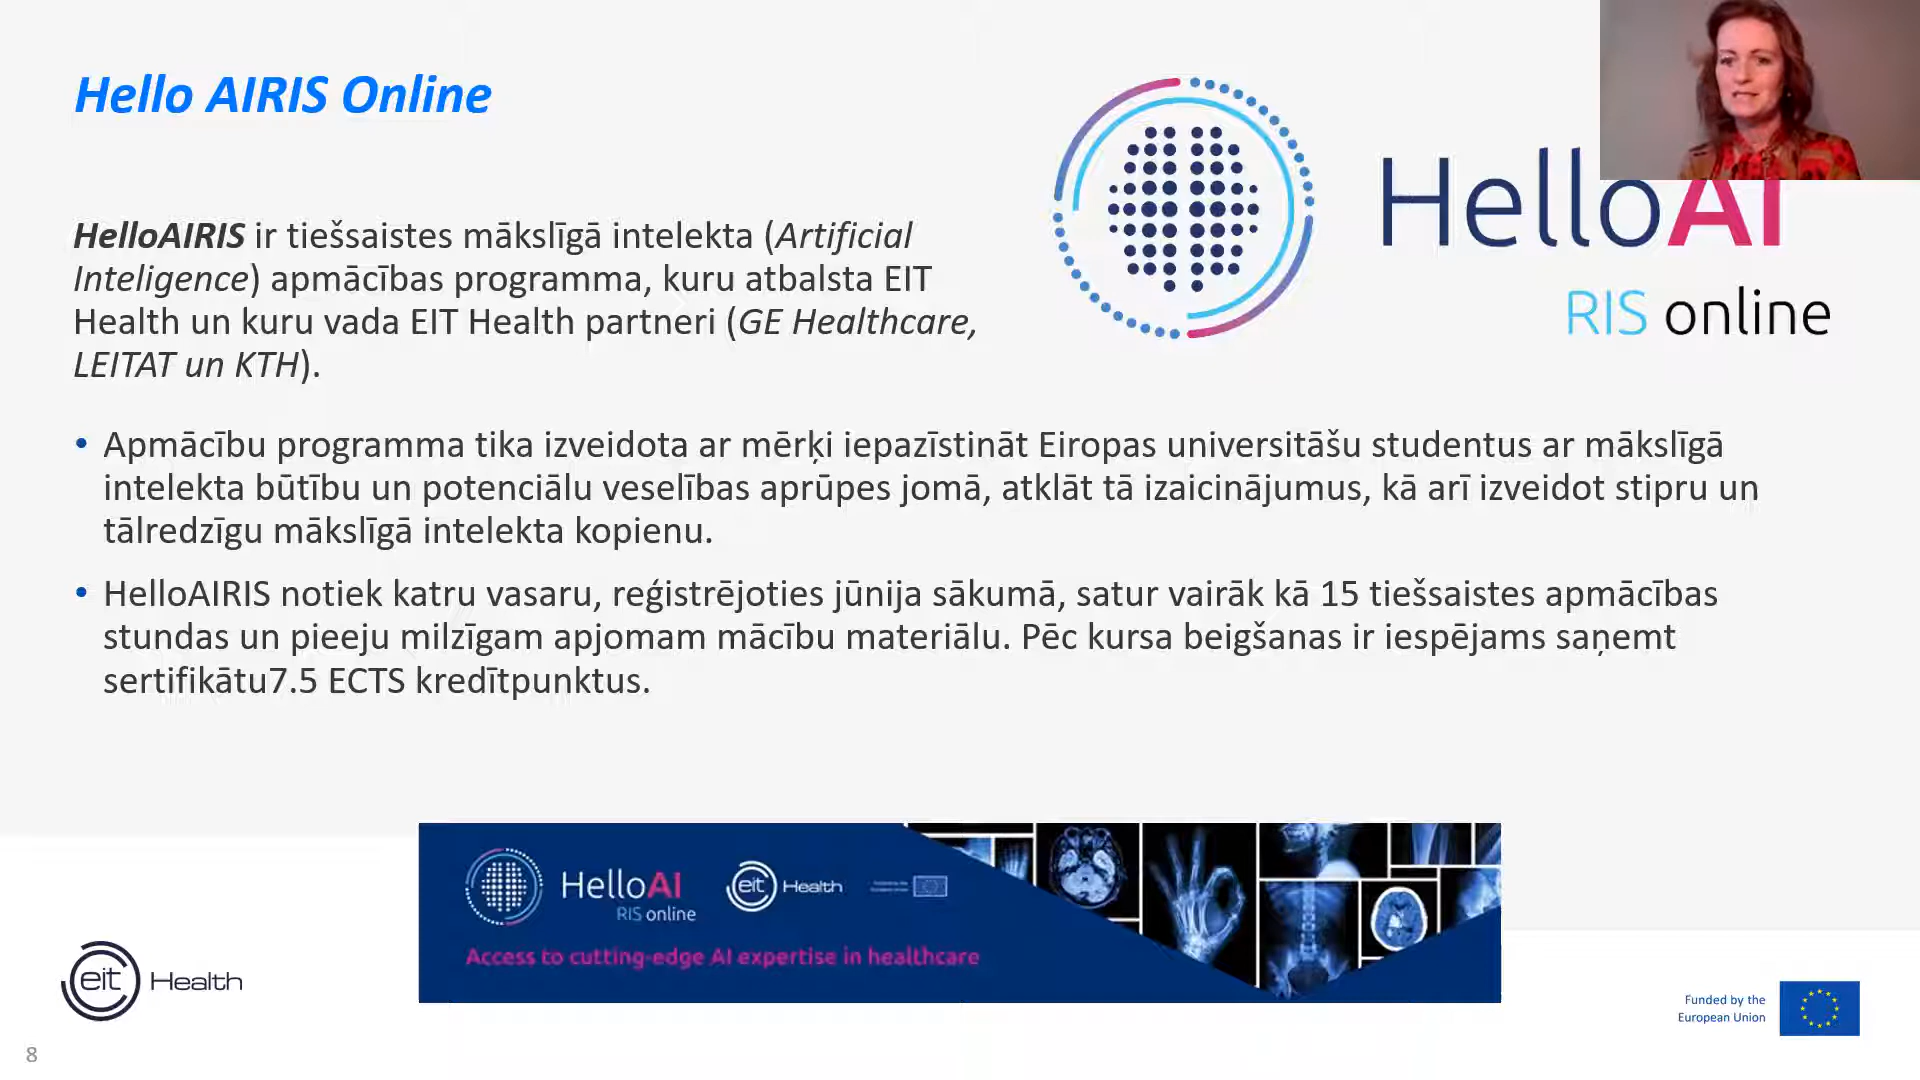 Hello AIRIS Online
HelloAI
RIS online
HelloAIRIS ir tiešsaistes mākslīgā intelekta (Artificial
Inteligence) apmācības programma, kuru atbalsta EIT
Health un kuru vada EIT Health partneri (GE Healthcare,
LEITAT un KTH).
• Apmācību programma tika izveidota ar mērķi iepazīstināt Eiropas universitāšu studentus ar mākslīgā
intelekta būtību un potenciālu veselības aprūpes jomā, atklāt tā izaicinājumus, kā arī izveidot stipru un
tālredzīgu mākslīgā intelekta kopienu.
• HelloAIRIS notiek katru vasaru, reģistrējoties jūnija sākumā, satur vairāk kā 15 tiešsaistes apmācības
stundas un pieeju milzīgam apjomam mācību materiālu. Pēc kursa beigšanas ir iespējams saņemt
sertifikātu7.5 ECTS kredītpunktus.
HelloAI
RIS online
eit Health
Access to cutting-edge AI expertise in healthcare
eit Health
Funded by the
European Union
8